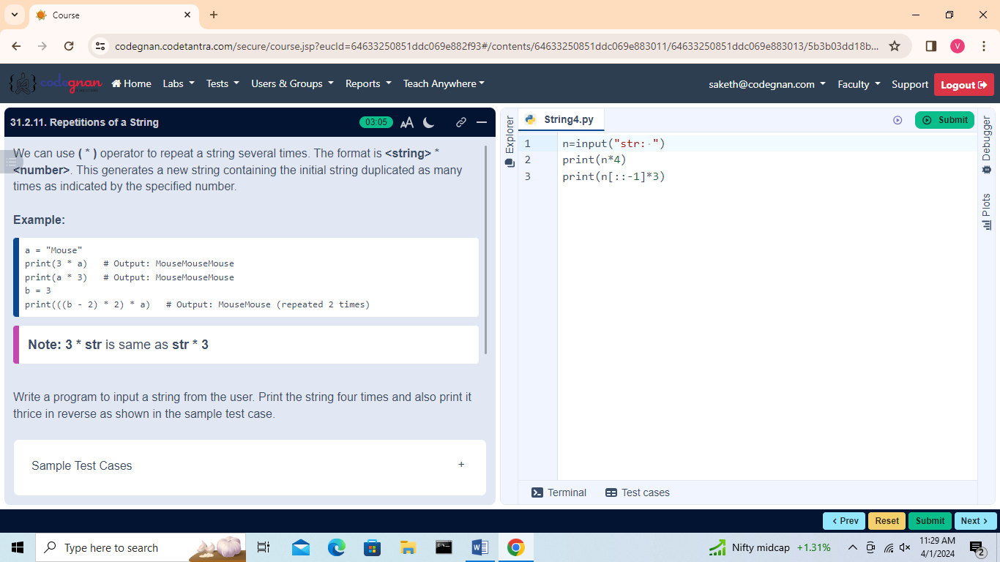 Course
codegnan.codetantra.com/secure/course.jsp?eucId=64633250851ddc069e882f93#/contents/64633250851ddc069e883011/64633250851ddc069e883013/5b3b03dd18b...
V
codegnan
Home Labs Tests Users & Groups Reports Teach Anywhere
saketh@codegnan.com Faculty Support Logout
31.2.11. Repetitions of a String
03:05
AA
We can use ( * ) operator to repeat a string several times. The format is <string> *
<number>. This generates a new string containing the initial string duplicated as many
times as indicated by the specified number.
Example:
a = "Mouse"
print(3 * a)   # Output: MouseMouseMouse
print(a * 3)   # Output: MouseMouseMouse
b = 3
print(((b - 2) * 2) * a)   # Output: MouseMouse (repeated 2 times)
Note: 3 * str is same as str * 3
Write a program to input a string from the user. Print the string four times and also print it
thrice in reverse as shown in the sample test case.
Sample Test Cases
+
Explorer
String4.py
Submit
1 n=input("str: ")
2 print(n*4)
3 print(n[::-1]*3)
Debugger
Plots
Terminal Test cases
< Prev Reset Submit Next >
Type here to search
Nifty midcap +1.31%
11:29 AM
4/1/2024
2